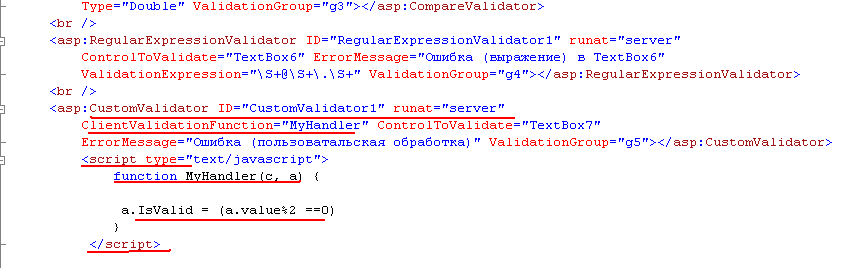 Type="Double" ValidationGroup="g3"></asp:CompareValidator>
<br />
<asp:RegularExpressionValidator ID="RegularExpressionValidator1" runat="server"
ControlToValidate="TextBox6" ErrorMessage="Ошибка (выражение) в TextBox6"
ValidationExpression="\S+@\S+\.\S+" ValidationGroup="g4"></asp:RegularExpressionValidator>
<br />
<asp:CustomValidator ID="CustomValidator1" runat="server"
ClientValidationFunction="MyHandler" ControlToValidate="TextBox7"
ErrorMessage="Ошибка (пользоватальская обработка)" ValidationGroup="g5"></asp:CustomValidator>
<script type="text/javascript">
function MyHandler(c, a) {
a.IsValid = (a.value%2 ==0)
}
</script>